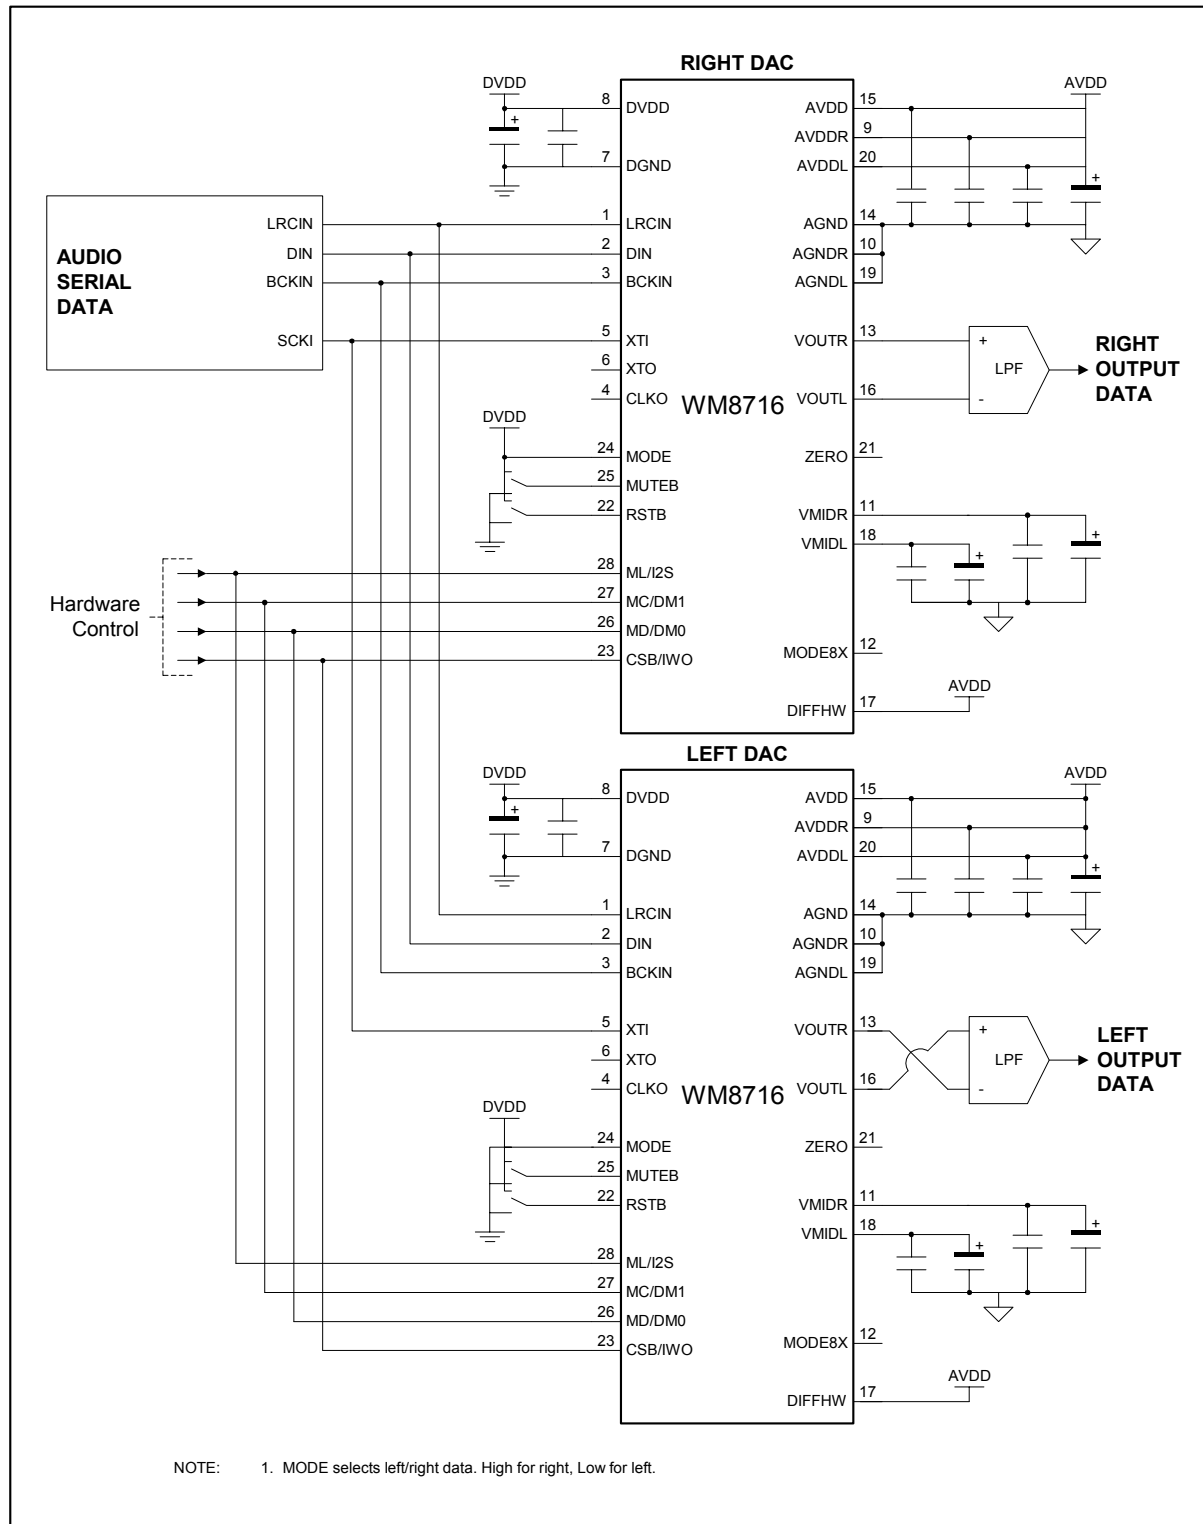 RIGHT DAC
DVDD
8 DVDD
7 DGND
1 LRCIN
2 DIN
3 BCKIN
5 XTI
6 XTO
4 CLKO
DVDD
24 MODE
25 MUTEB
22 RSTB
28 ML/I2S
27 MC/DM1
26 MD/DM0
23 CSB/IWO
WM8716
AVDD 15
AVDDR 9
AVDDL 20
AGND 14
AGNDR 10
AGNDL 19
VOUTR 13
VOUTL 16
ZERO 21
VMIDR 11
VMIDL 18
MODE8X 12
DIFFHW 17
AVDD
+
+
+
-
LPF
RIGHT
OUTPUT
DATA
+
+
AVDD
AUDIO
SERIAL
DATA
LRCIN
DIN
BCKIN
SCKI
Hardware
Control
LEFT DAC
DVDD
8 DVDD
7 DGND
1 LRCIN
2 DIN
3 BCKIN
5 XTI
6 XTO
4 CLKO
DVDD
24 MODE
25 MUTEB
22 RSTB
28 ML/I2S
27 MC/DM1
26 MD/DM0
23 CSB/IWO
WM8716
AVDD 15
AVDDR 9
AVDDL 20
AGND 14
AGNDR 10
AGNDL 19
VOUTR 13
VOUTL 16
ZERO 21
VMIDR 11
VMIDL 18
MODE8X 12
DIFFHW 17
AVDD
+
+
+
-
LPF
LEFT
OUTPUT
DATA
+
+
AVDD
NOTE: 1. MODE selects left/right data. High for right, Low for left.